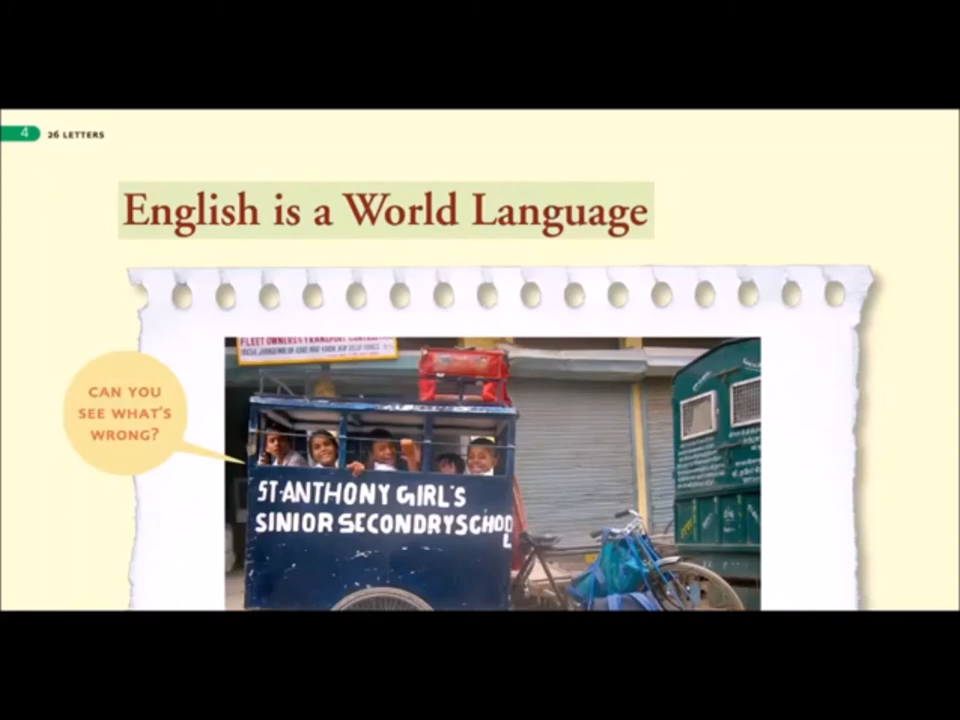 4 26 LETTERS
English is a World Language
FLEET OWNERS & TRANSPORT
CAN YOU
SEE WHAT'S
WRONG?
ST-ANTHONY GIRL'S
SINIOR SECONDRY SCHOOL